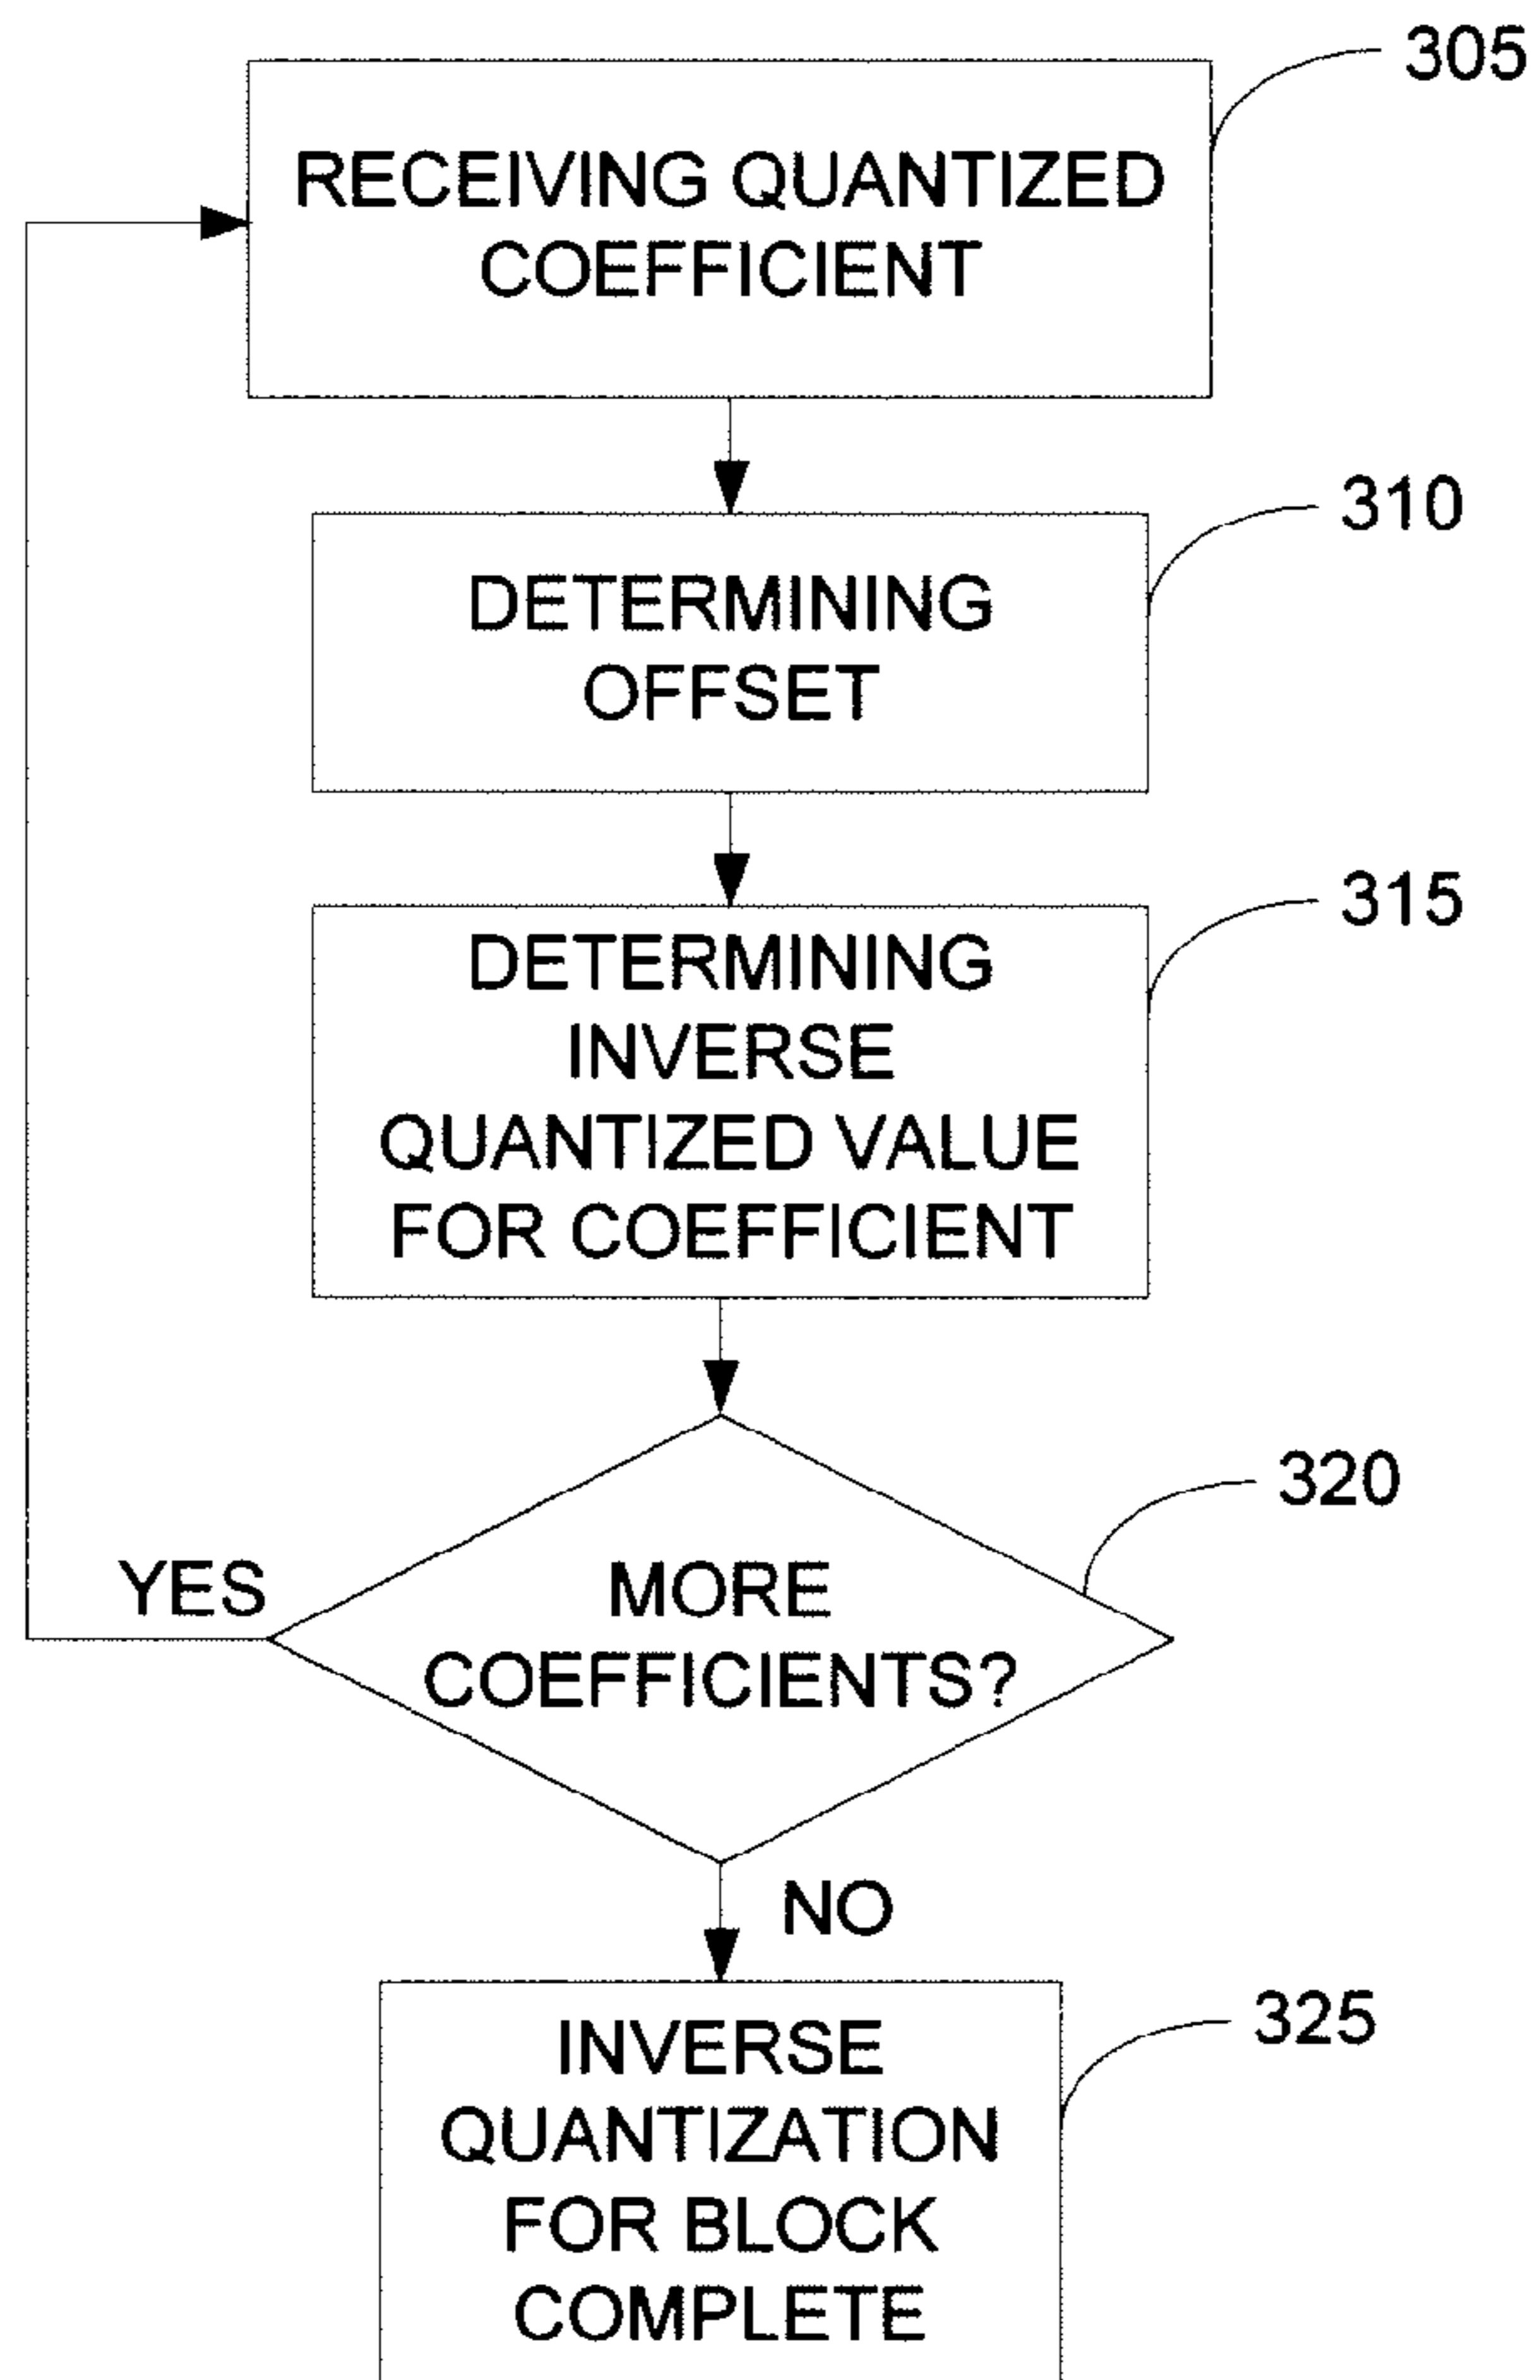 305
RECEIVING QUANTIZED
COEFFICIENT
310
DETERMINING
OFFSET
315
DETERMINING
INVERSE
QUANTIZED VALUE
FOR COEFFICIENT
320
YES
MORE
COEFFICIENTS?
NO
325
INVERSE
QUANTIZATION
FOR BLOCK
COMPLETE